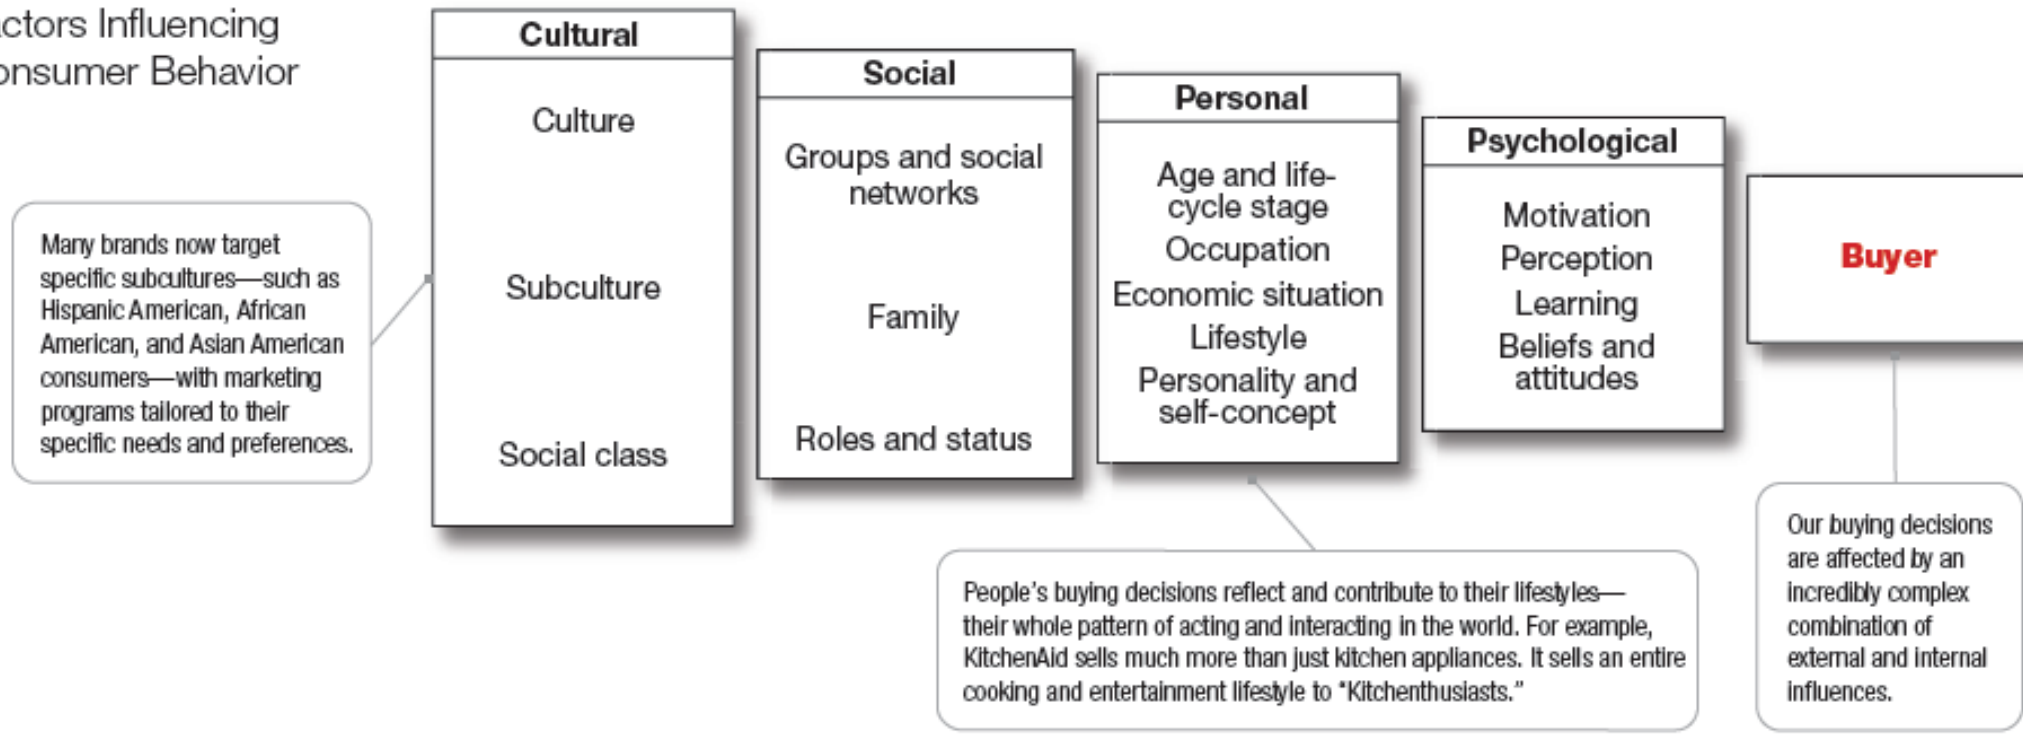 ctors Influencing
onsumer Behavior
Many brands now target
specific subcultures—such as
Hispanic American, African
American, and Asian American
consumers—with marketing
programs tailored to their
specific needs and preferences.
Cultural
Culture
Subculture
Social class
Social
Groups and social
networks
Family
Roles and status
Personal
Age and life-
cycle stage
Occupation
Economic situation
Lifestyle
Personality and
self-concept
Psychological
Motivation
Perception
Learning
Beliefs and
attitudes
Buyer
People's buying decisions reflect and contribute to their lifestyles—
their whole pattern of acting and interacting in the world. For example,
KitchenAid sells much more than just kitchen appliances. It sells an entire
cooking and entertainment lifestyle to “Kitchenthusiasts.”
Our buying decisions
are affected by an
incredibly complex
combination of
external and internal
influences.